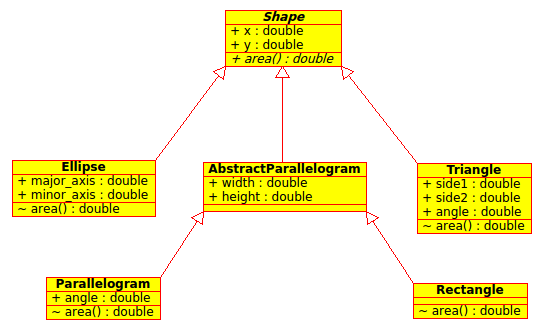 Shape
+ x : double
+ y : double
+ area() : double
Ellipse
+ major_axis : double
+ minor_axis : double
~ area() : double
AbstractParallelogram
+ width : double
+ height : double
Triangle
+ side1 : double
+ side2 : double
+ angle : double
~ area() : double
Parallelogram
+ angle : double
~ area() : double
Rectangle
~ area() : double